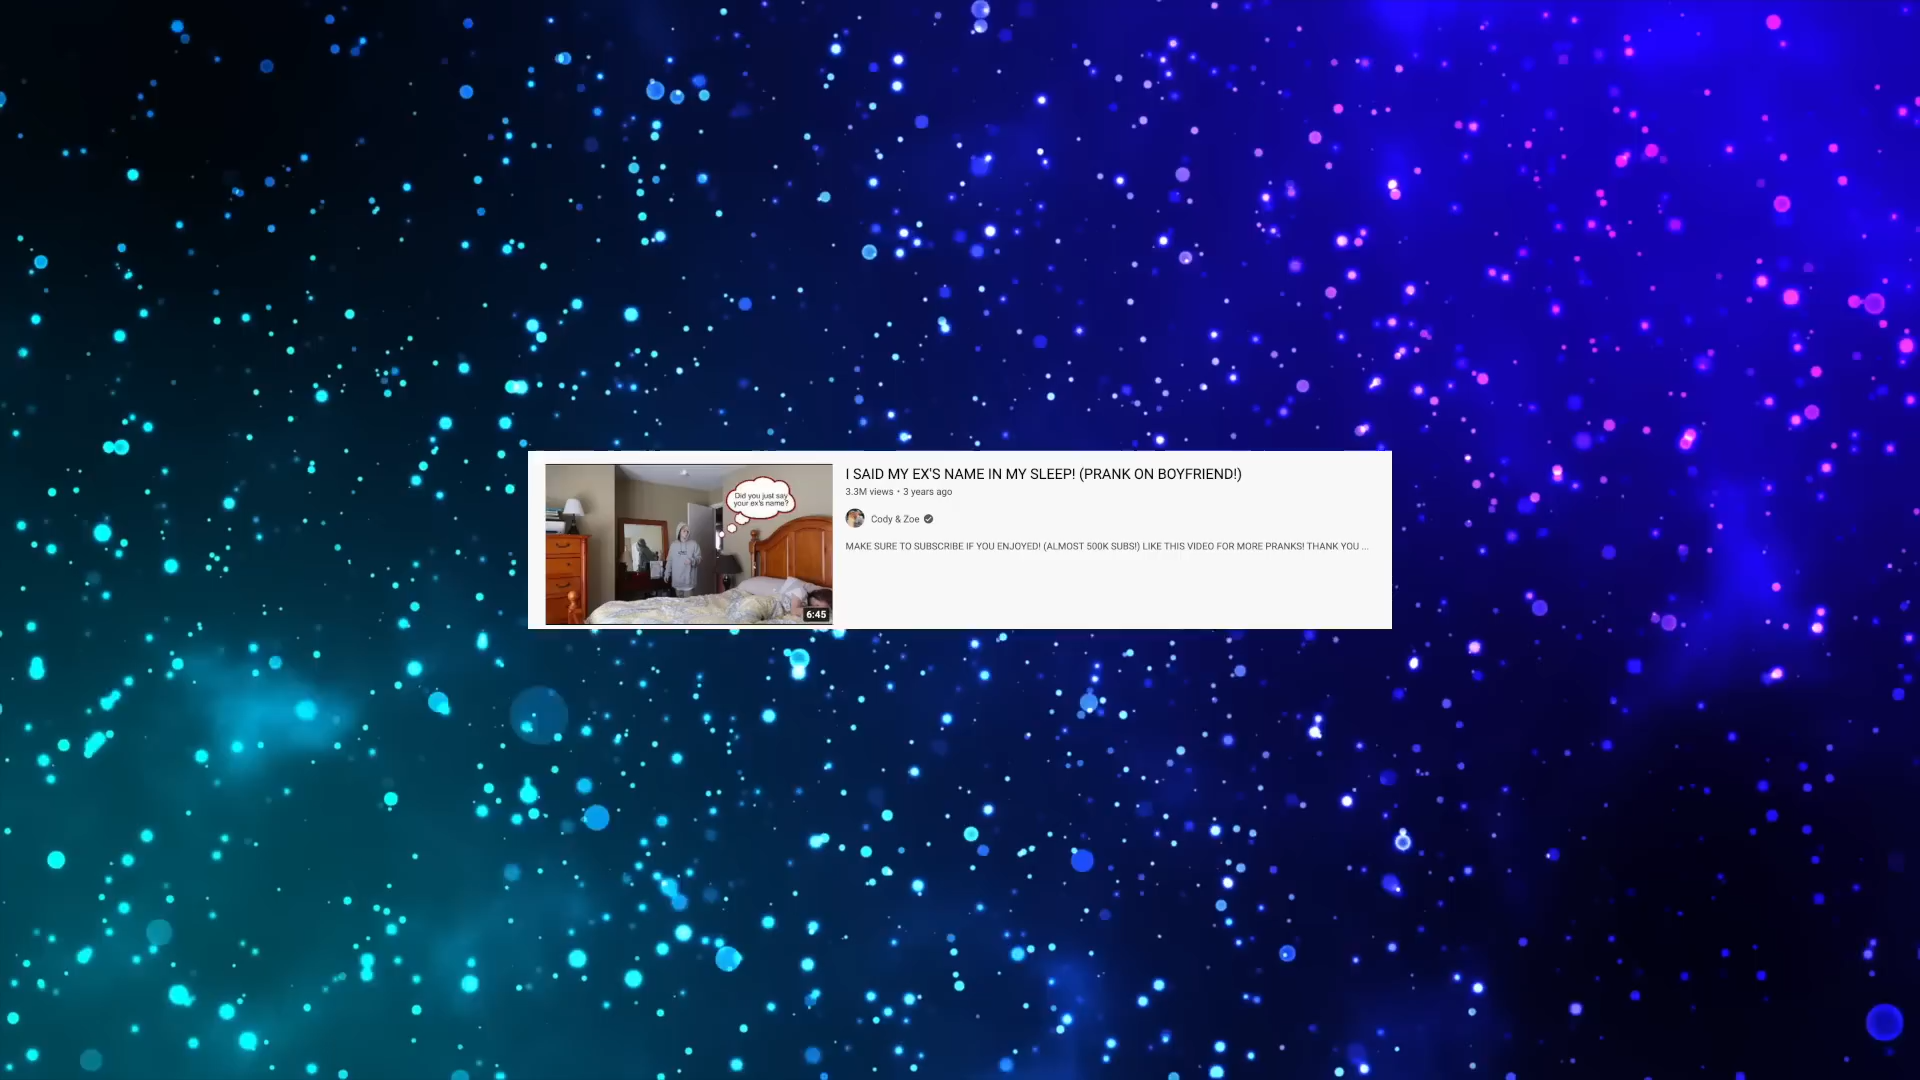 Did you just say
your ex's name?
6:45
I SAID MY EX'S NAME IN MY SLEEP! (PRANK ON BOYFRIEND!)
3.3M views • 3 years ago
Cody & Zoe
MAKE SURE TO SUBSCRIBE IF YOU ENJOYED! (ALMOST 500K SUBS!) LIKE THIS VIDEO FOR MORE PRANKS! THANK YOU ...